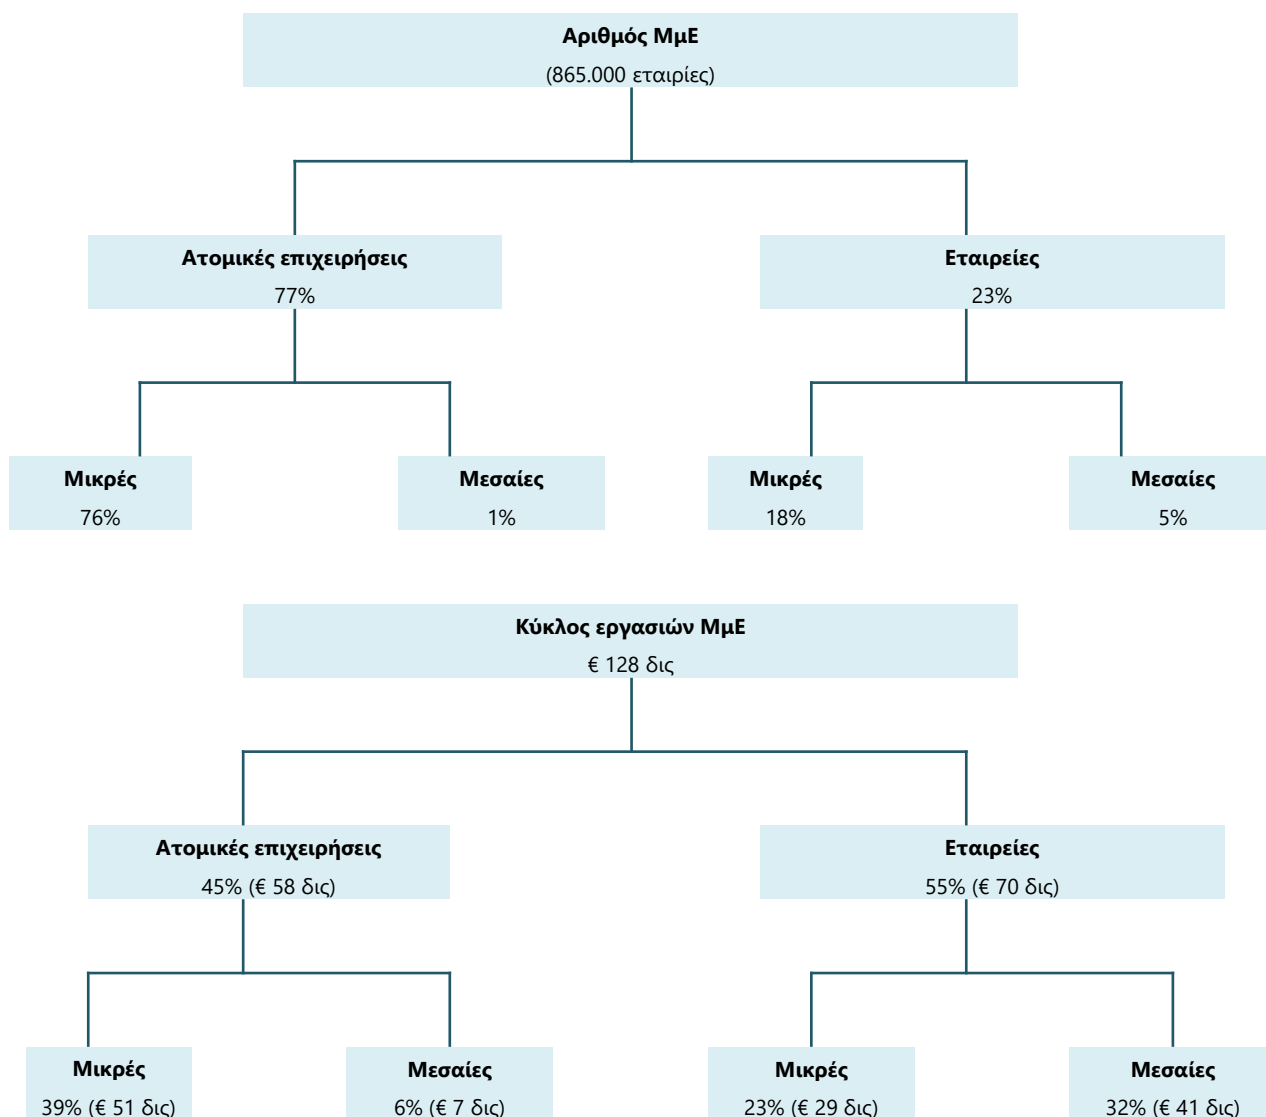 Αριθμός ΜμΕ
(865.000 εταιρίες)
Ατομικές επιχειρήσεις
77%
Εταιρείες
23%
Μικρές
76%
Μεσαίες
1%
Μικρές
18%
Μεσαίες
5%
Κύκλος εργασιών ΜμΕ
€ 128 δις
Ατομικές επιχειρήσεις
45% (€ 58 δις)
Εταιρείες
55% (€ 70 δις)
Μικρές
39% (€ 51 δις)
Μεσαίες
6% (€ 7 δις)
Μικρές
23% (€ 29 δις)
Μεσαίες
32% (€ 41 δις)